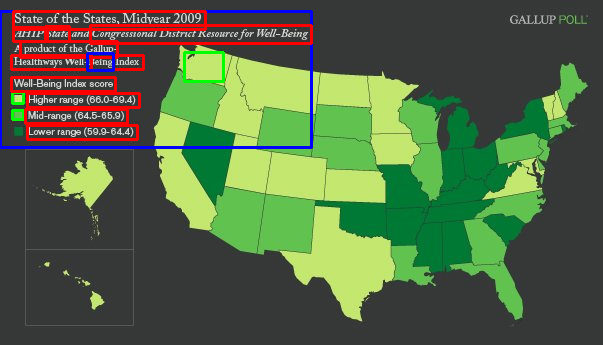 State of the States, Midyear 2009
GALLUP POLL
AHIP State and Congressional District Resource for Well-Being
A product of the Gallup-
Healthways Well-Being Index
Well-Being Index score
Higher range (66.0-69.4)
Mid-range (64.5-65.9)
Lower range (59.9-64.4)